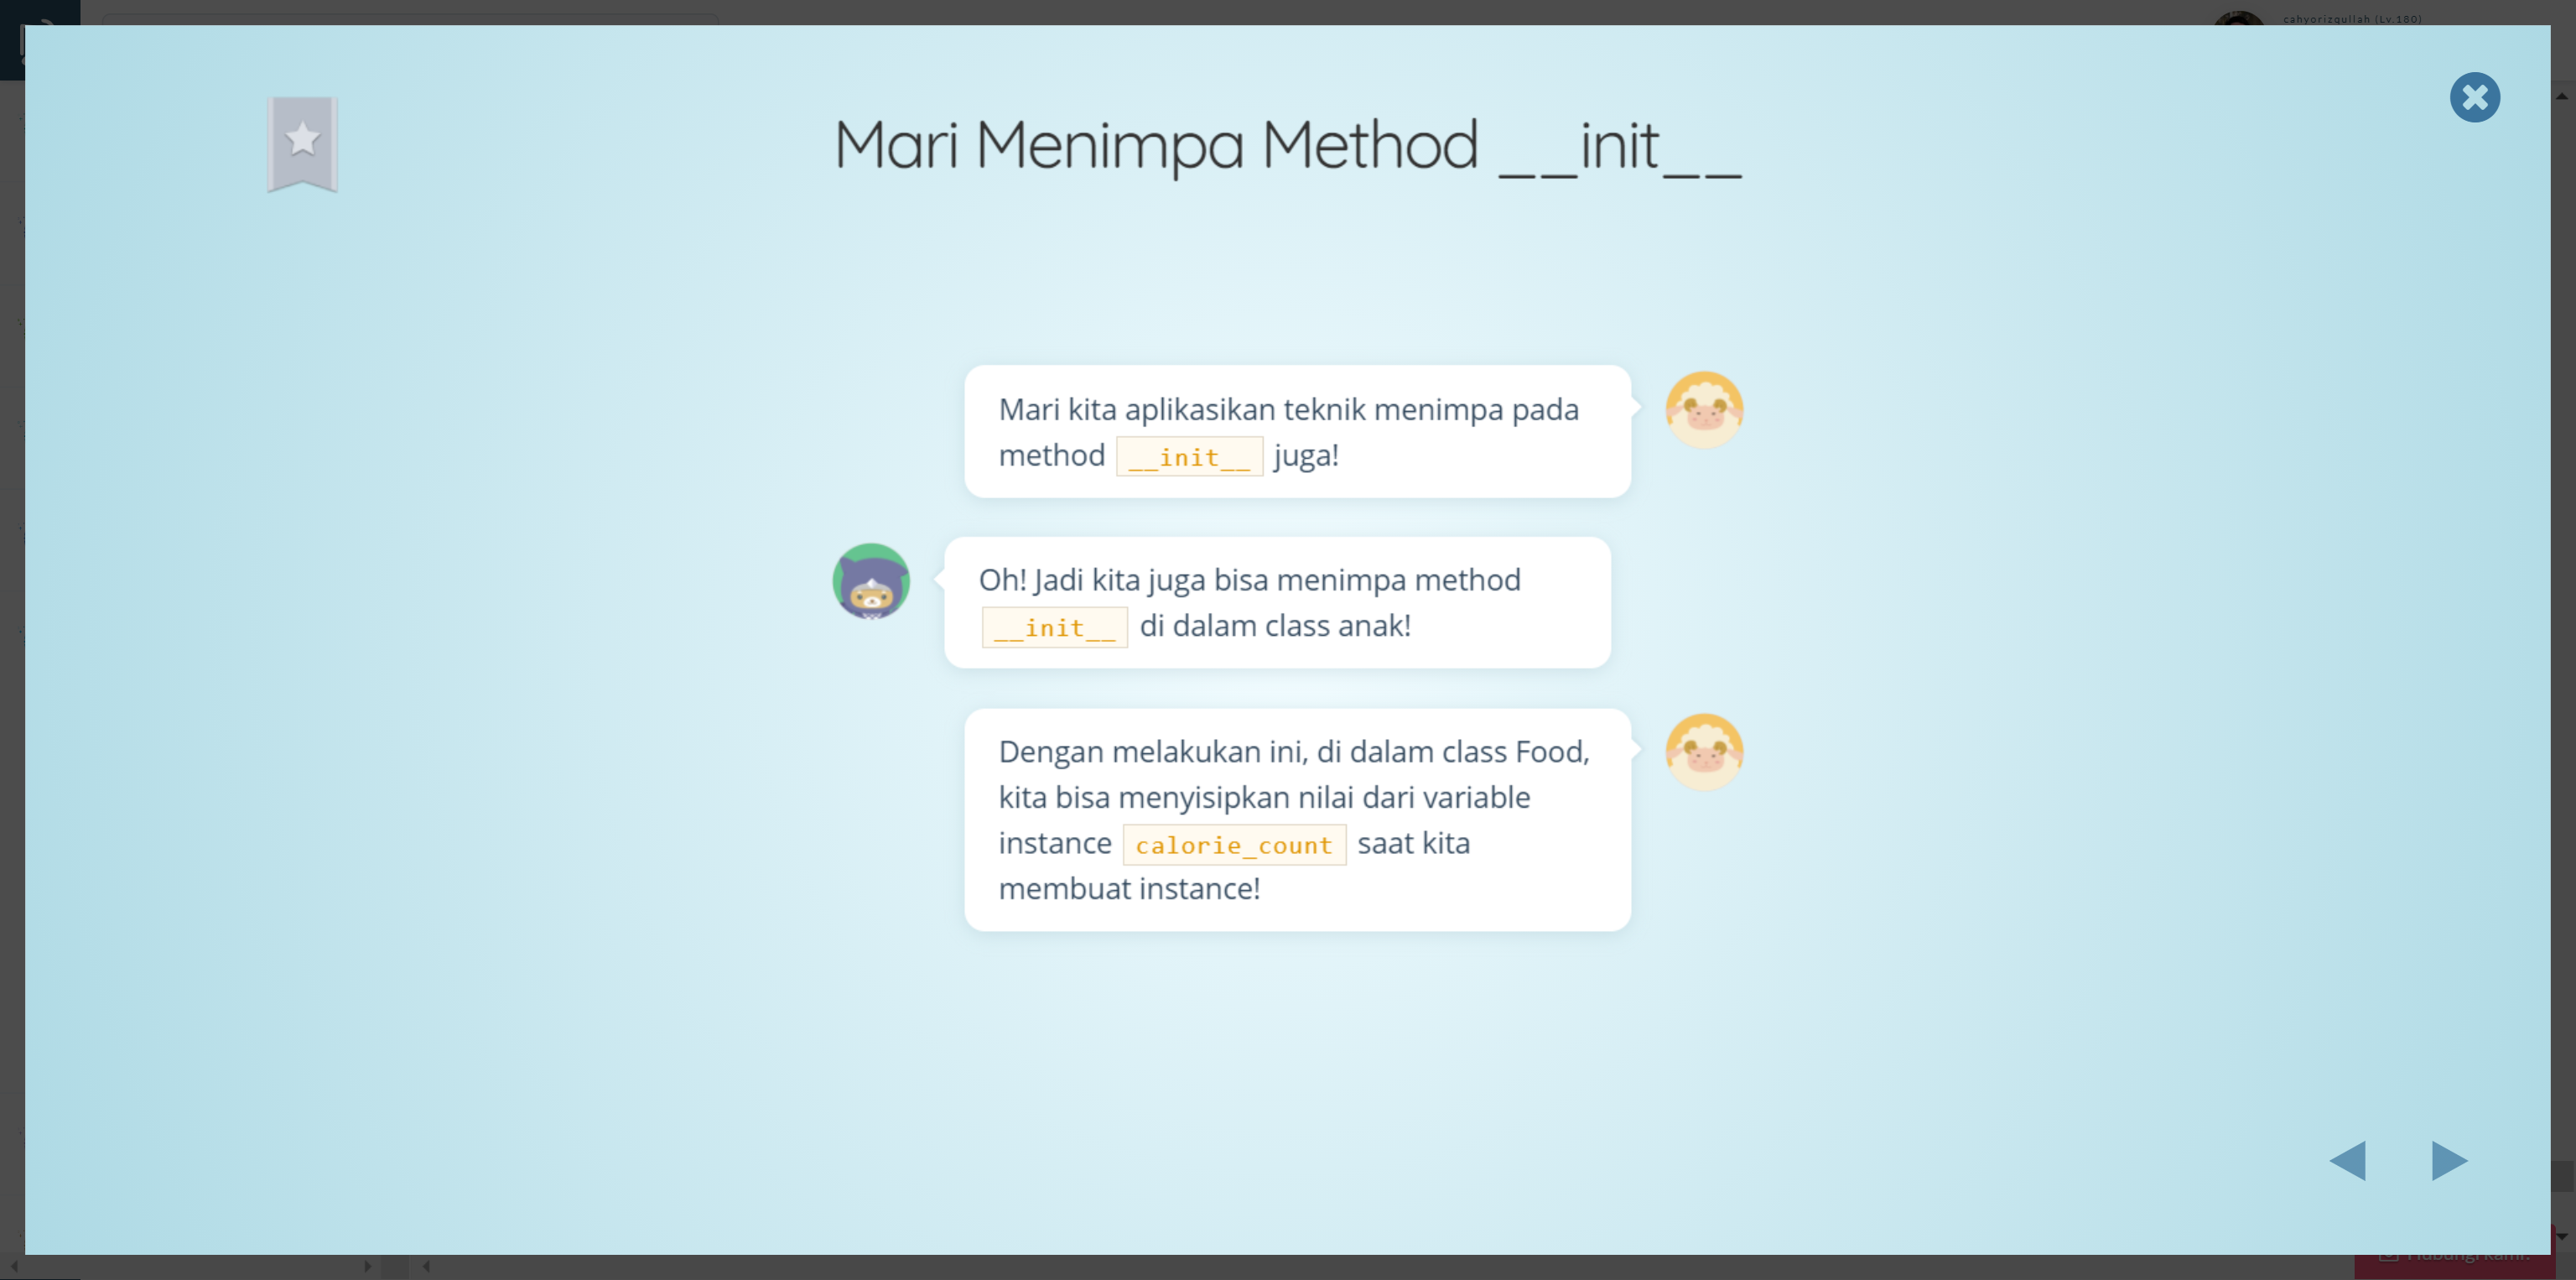 cahyorizqullah (Lv.180)
Mari Menimpa Method __init__
Mari kita aplikasikan teknik menimpa pada
method __init__ juga!
Oh! Jadi kita juga bisa menimpa method
__init__ di dalam class anak!
Dengan melakukan ini, di dalam class Food,
kita bisa menyisipkan nilai dari variable
instance calorie_count saat kita
membuat instance!
Hubungi kami!